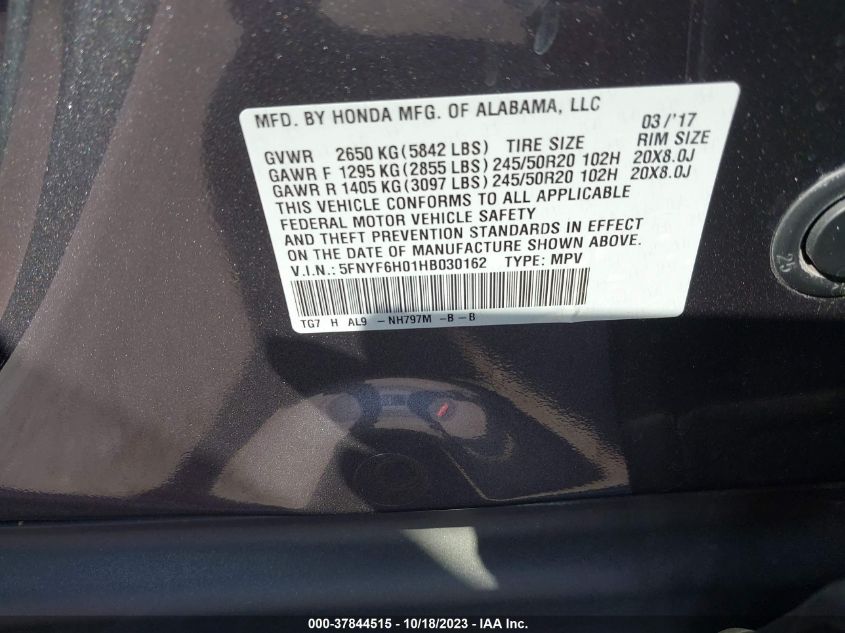 MFD. BY HONDA MFG. OF ALABAMA, LLC
03/'17
GVWR 2650 KG(5842 LBS) TIRE SIZE RIM SIZE
GAWR F 1295 KG(2855 LBS)245/50R20 102H 20X8.0J
GAWR R 1405 KG(3097 LBS)245/50R20 102H 20X8.0J
THIS VEHICLE CONFORMS TO ALL APPLICABLE
FEDERAL MOTOR VEHICLE SAFETY
AND THEFT PREVENTION STANDARDS IN EFFECT
ON THE DATE OF MANUFACTURE SHOWN ABOVE.
V.I.N.: 5FNYF6H01HB030162 TYPE: MPV
TG7 H AL9 -NH797M -B-B
25
000-37844515 - 10/18/2023 - IAA Inc.